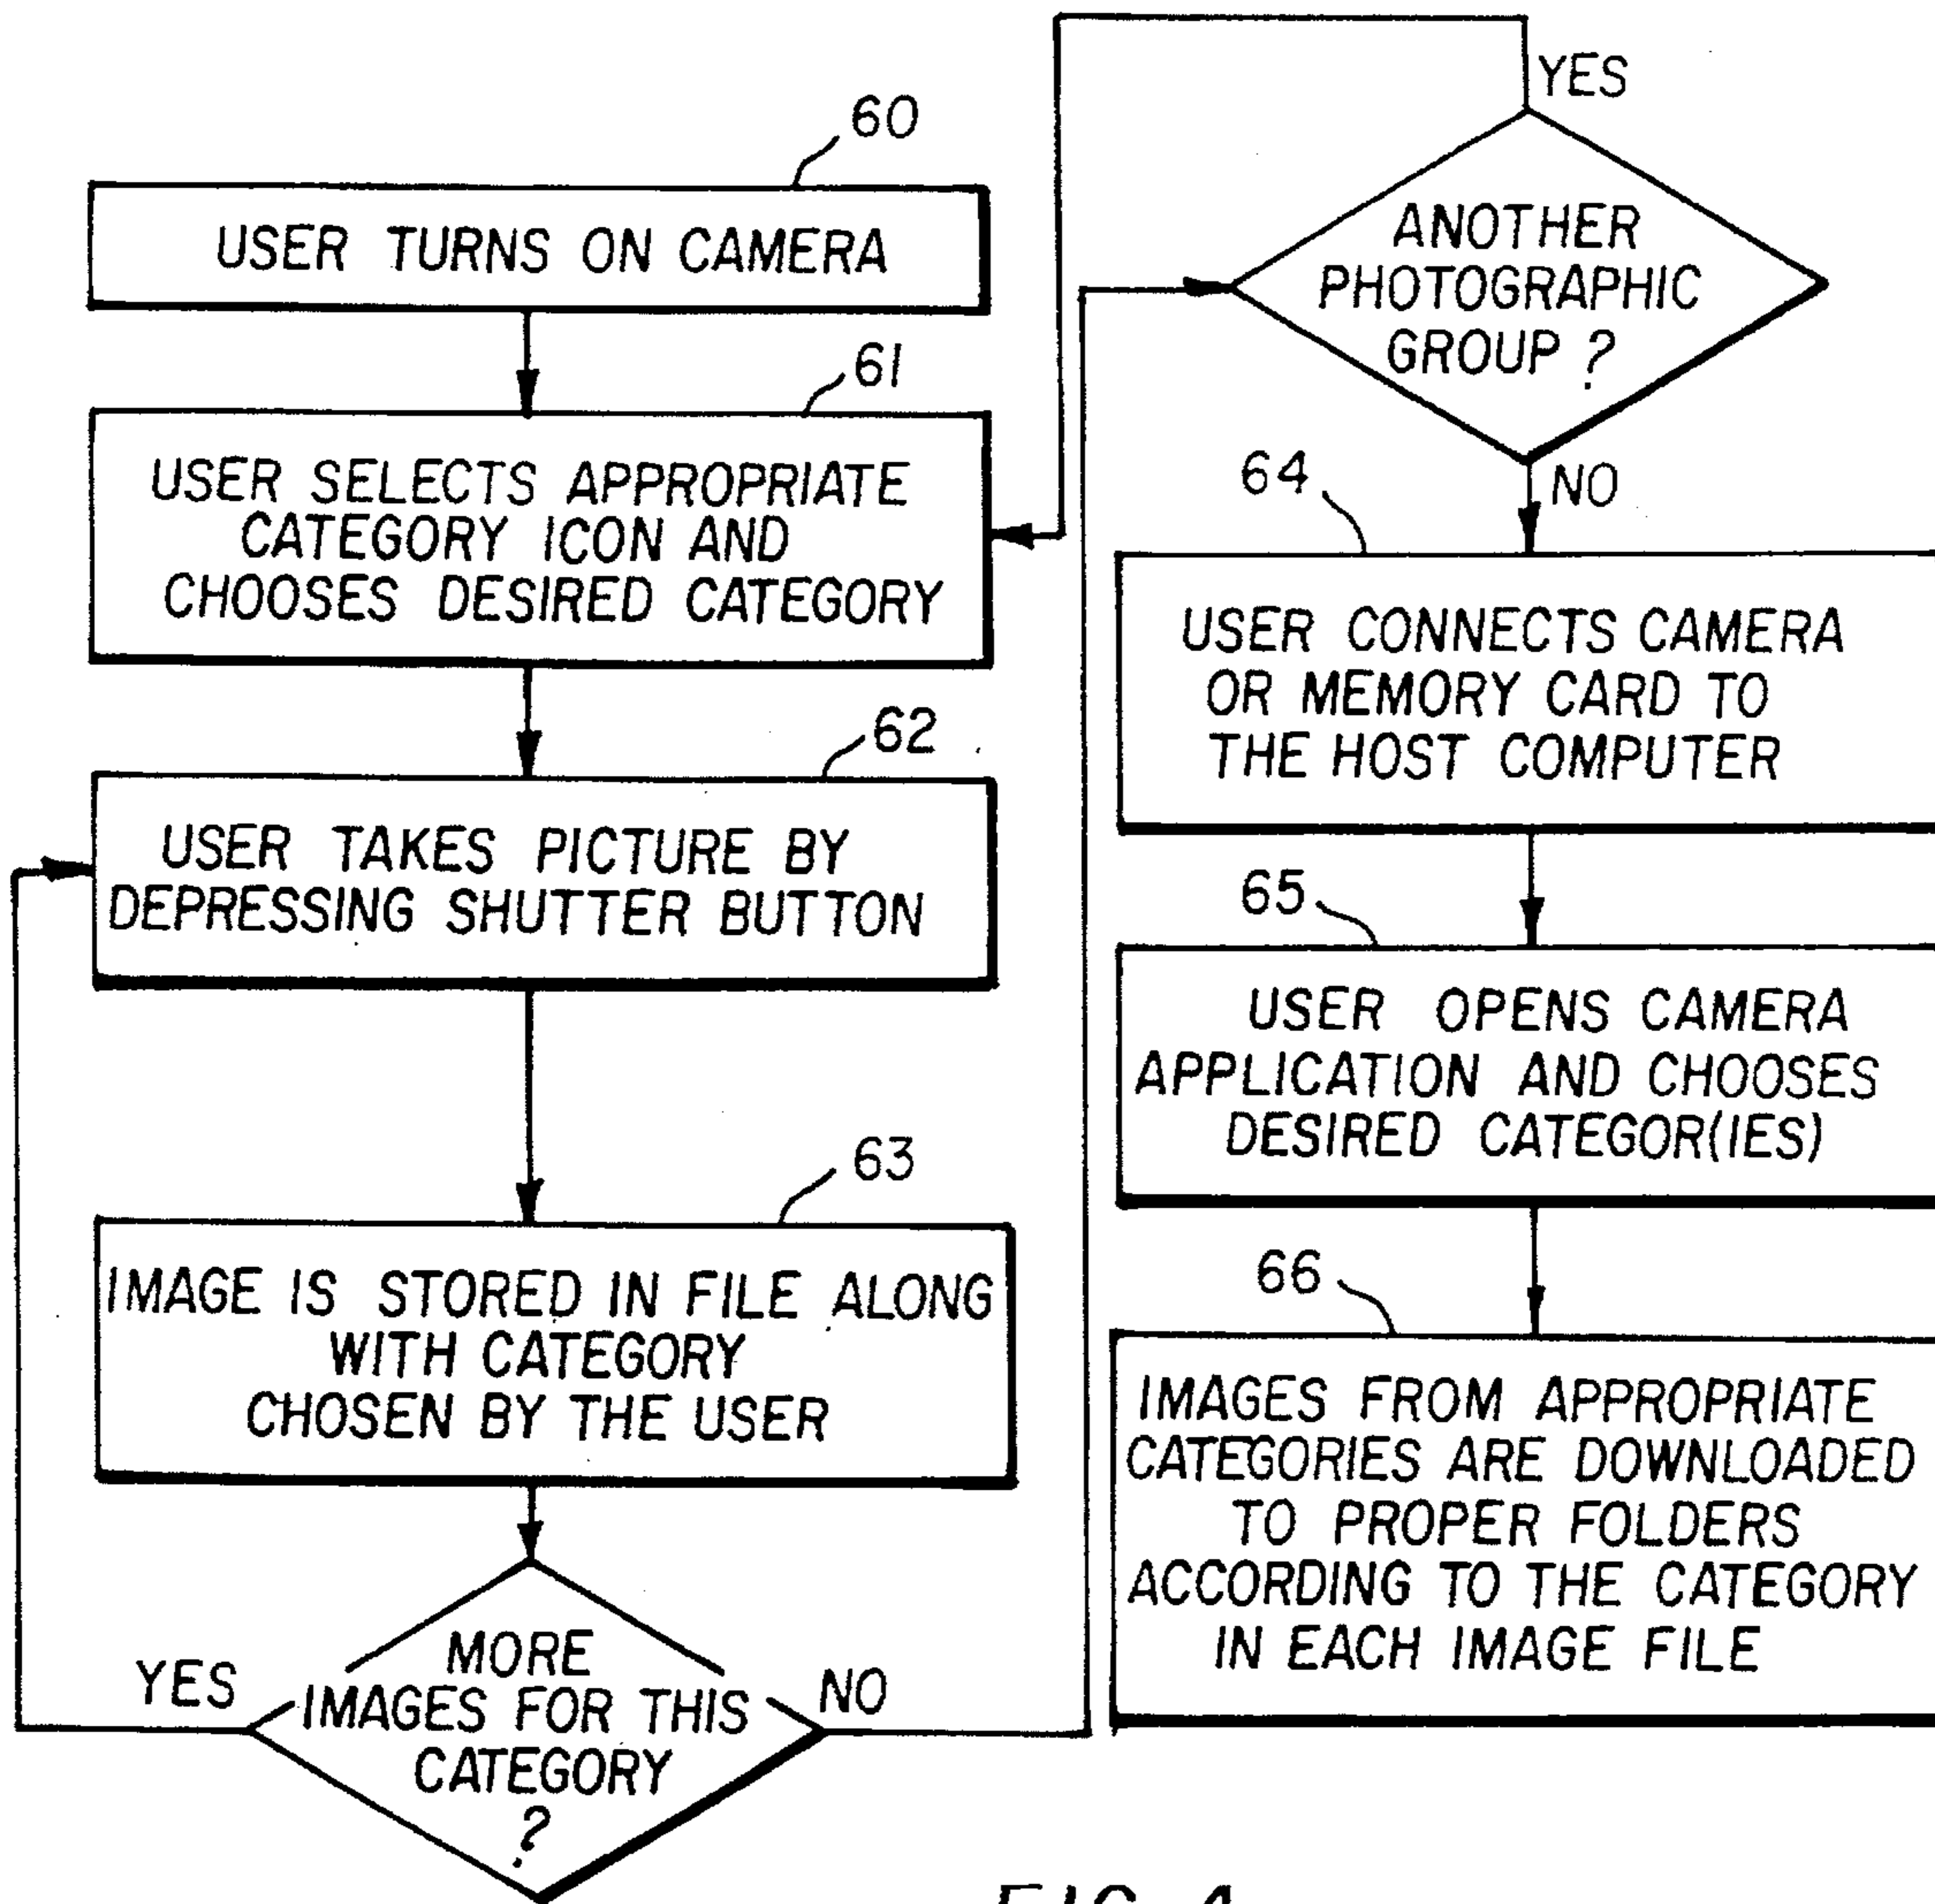 60
USER TURNS ON CAMERA
61
USER SELECTS APPROPRIATE
CATEGORY ICON AND
CHOOSES DESIRED CATEGORY
62
USER TAKES PICTURE BY
DEPRESSING SHUTTER BUTTON
63
IMAGE IS STORED IN FILE ALONG
WITH CATEGORY
CHOSEN BY THE USER
MORE
IMAGES FOR THIS
CATEGORY
?
YES
NO
YES
ANOTHER
PHOTOGRAPHIC
GROUP ?
NO
64
USER CONNECTS CAMERA
OR MEMORY CARD TO
THE HOST COMPUTER
65
USER OPENS CAMERA
APPLICATION AND CHOOSES
DESIRED CATEGOR(IES)
66
IMAGES FROM APPROPRIATE
CATEGORIES ARE DOWNLOADED
TO PROPER FOLDERS
ACCORDING TO THE CATEGORY
IN EACH IMAGE FILE
FIG. 4